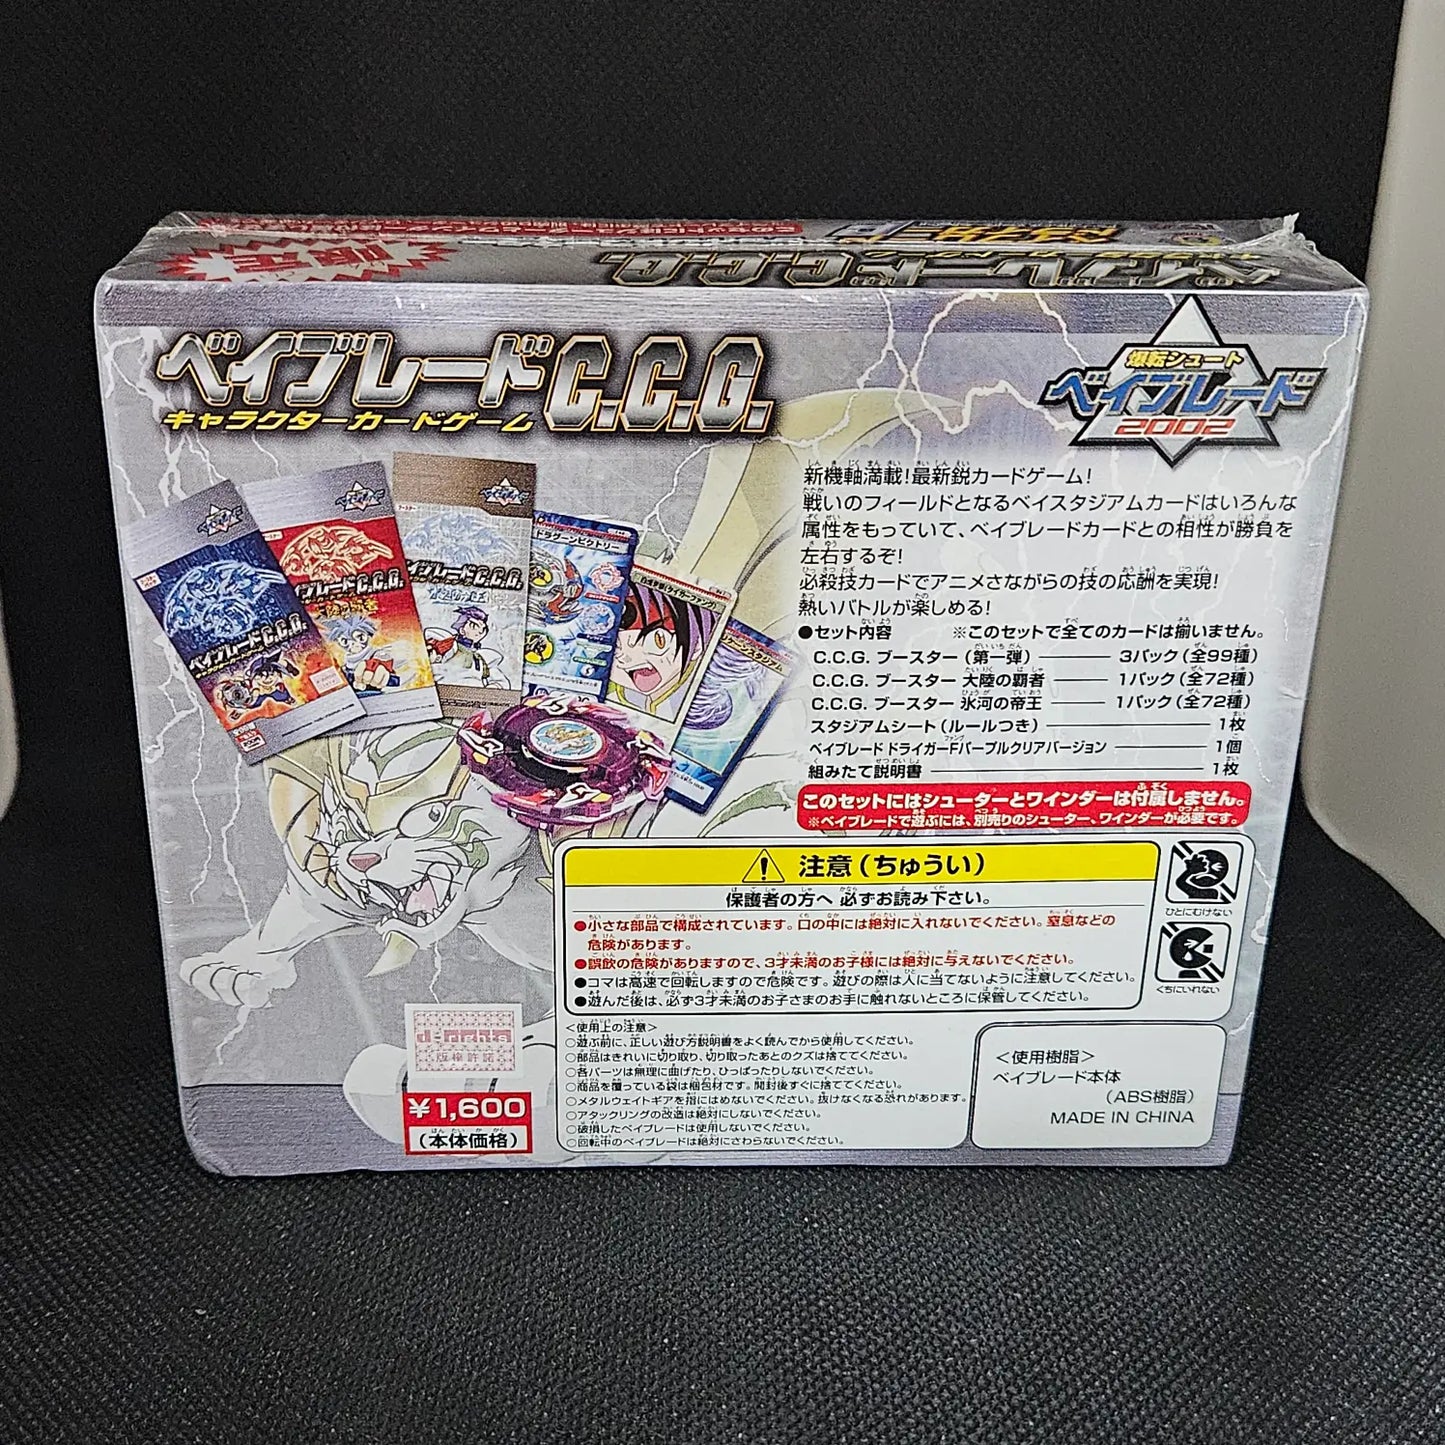 限定
ベイブレードC.C.G.
ベイブレードC.C.G.
キャラクターカードゲーム
爆転シュート
ベイブレード
2002
ドラグーンビクトリー
ベイブレードC.C.G.
ベイブレードC.C.G.
ベイブレードC.C.G.
新機軸満載!最新鋭カードゲーム!
戦いのフィールドとなるベイスタジアムカードはいろんな
属性をもっていて、ベイブレードカードとの相性が勝負を
左右するぞ!
必殺技カードでアニメさながらの技の応酬を実現!
熱いバトルが楽しめる!
●セット内容 ※このセットで全てのカードは揃いません。
C.C.G. ブースター(第一弾) 3パック(全99種)
C.C.G. ブースター 大陸の覇者 1パック(全72種)
C.C.G. ブースター 氷河の帝王 1パック(全72種)
スタジアムシート(ルールつき) 1枚
ベイブレード ドライガーFパープルクリアバージョン 1個
組みたて説明書 1枚
このセットにはシューターとワインダーは付属しません。
※ベイブレードで遊ぶには、別売りのシューター、ワインダーが必要です。
注意(ちゅうい)
保護者の方へ 必ずお読み下さい。
●小さな部品で構成されています。口の中には絶対に入れないでください。窒息などの
危険があります。
●誤飲の危険がありますので、3才未満のお子様には絶対に与えないでください。
●コマは高速で回転しますので危険です。遊びの際は人に当てないように注意してください。
●遊んだ後は、必ず3才未満のお子さまのお手に触れないところに保管してください。
ひとにむけない
くちにいれない
<使用上の注意>
○遊ぶ前に、正しい遊び方説明書をよく読んでから使用してください。
○部品はきれいに切り取り、切り取ったあとのクズは捨ててください。
○各パーツは無理に曲げたり、ひっぱったりしないでください。
○商品を覆っている袋は梱包材です。開封後すぐに捨ててください。
○メタルウェイトギアを指にはめないでください。抜けなくなる恐れがあります。
○アタックリングの改造は絶対にしないでください。
○破損したベイブレードは使用しないでください。
○回転中のベイブレードは絶対にさわらないでください。
<使用樹脂>
ベイブレード本体
(ABS樹脂)
MADE IN CHINA
d-rights
版権許諾
¥1,600
(本体価格)